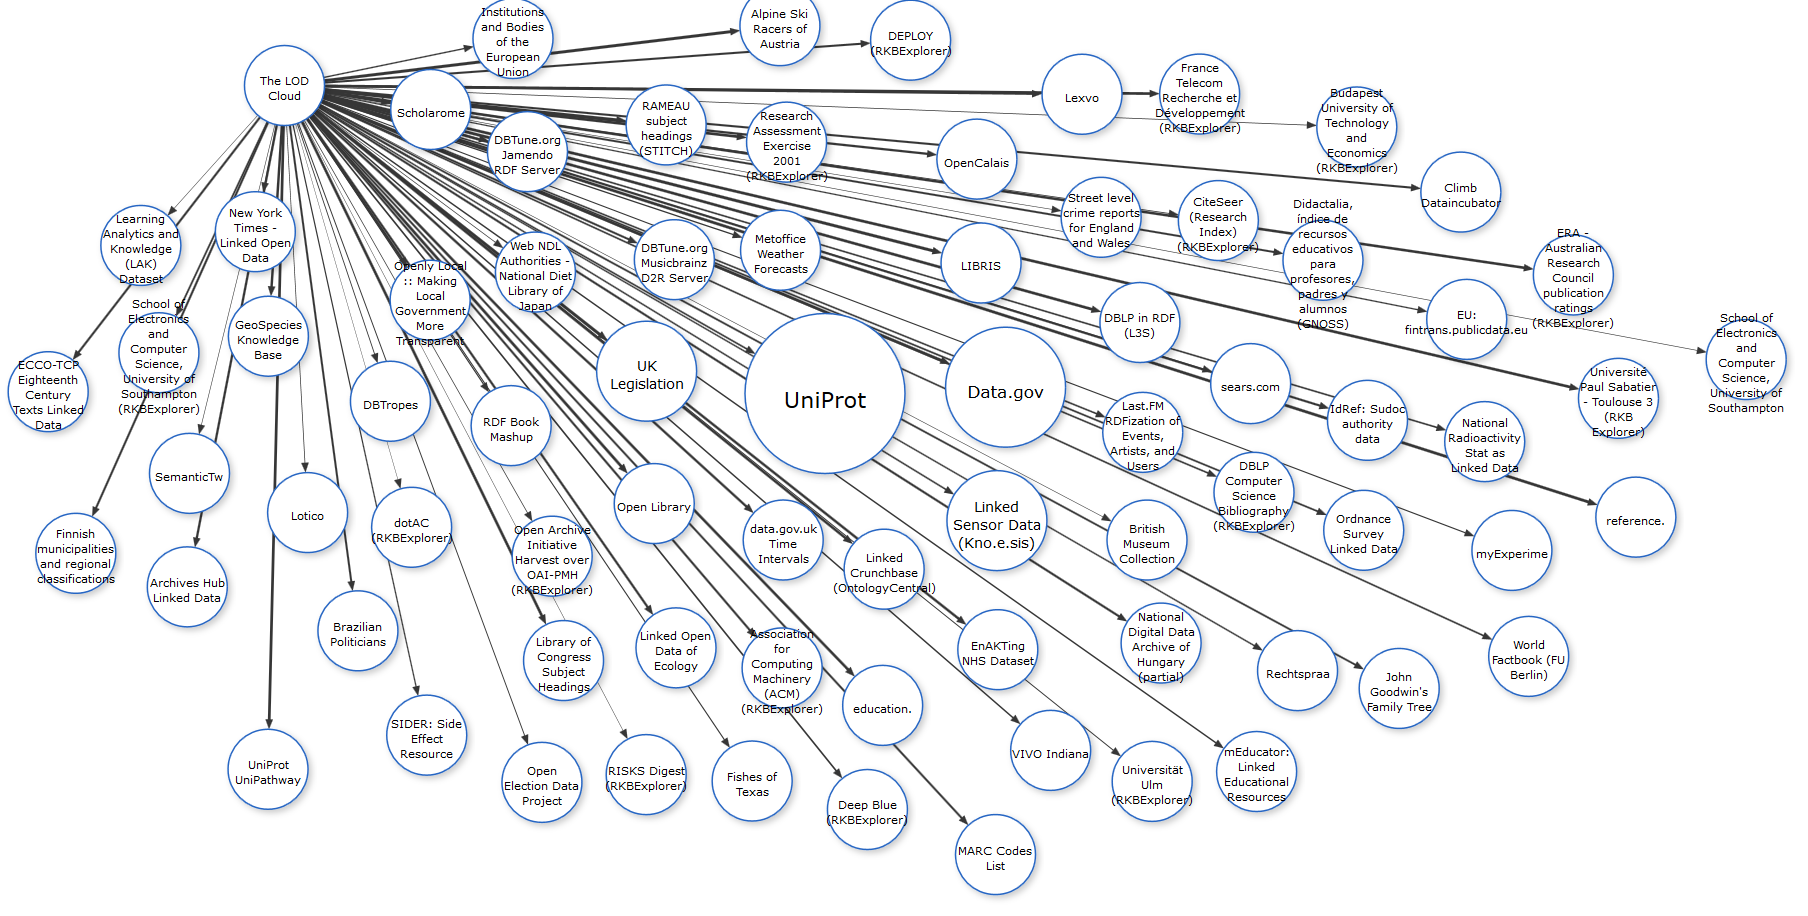 The LOD
Cloud
Institutions
and Bodies
of the
European
Union
Alpine Ski
Racers of
Austria
DEPLOY
(RKBExplorer)
Scholarome
DBTune.org
Jamendo
RDF Server
RAMEAU
subject
headings
(STITCH)
Research
Assessment
Exercise
2001
(RKBExplorer)
OpenCalais
Lexvo
France
Telecom
Recherche et
Développement
(RKBExplorer)
Budapest
University of
Technology
and
Economics
(RKBExplorer)
Climb
Dataincubator
Learning
Analytics and
Knowledge
(LAK)
Dataset
New York
Times -
Linked Open
Data
Openly Local
:: Making
Local
Government
More
Transparent
Web NDL
Authorities -
National Diet
Library of
Japan
DBTune.org
Musicbrainz
D2R Server
Metoffice
Weather
Forecasts
LIBRIS
Street level
crime reports
for England
and Wales
CiteSeer
(Research
Index)
(RKBExplorer)
Didactalia,
índice de
recursos
educativos
para
profesores,
padres y
alumnos
(GNOSS)
ERA -
Australian
Research
Council
publication
ratings
(RKBExplorer)
EU:
fintrans.publicdata.eu
School of
Electronics
and
Computer
Science,
University of
Southampton
ECCO-TCP
Eighteenth
Century
Texts Linked
Data
School of
Electronics
and
Computer
Science,
University of
Southampton
(RKBExplorer)
GeoSpecies
Knowledge
Base
DBTropes
RDF Book
Mashup
UK
Legislation
UniProt
Data.gov
DBLP in RDF
(L3S)
sears.com
IdRef: Sudoc
authority
data
National
Radioactivity
Stat as
Linked Data
Université
Paul Sabatier
- Toulouse 3
(RKB
Explorer)
Last.FM
RDFization of
Events,
Artists, and
Users
DBLP
Computer
Science
Bibliography
(RKBExplorer)
Ordnance
Survey
Linked Data
myExperime
reference.
SemanticTw
Lotico
dotAC
(RKBExplorer)
Open Archive
Initiative
Harvest over
OAI-PMH
(RKBExplorer)
Open Library
data.gov.uk
Time
Intervals
Linked
Crunchbase
(OntologyCentral)
Linked
Sensor Data
(Kno.e.sis)
British
Museum
Collection
Finnish
municipalities
and regional
classifications
Archives Hub
Linked Data
Brazilian
Politicians
Library of
Congress
Subject
Headings
Linked Open
Data of
Ecology
Association
for
Computing
Machinery
(ACM)
(RKBExplorer)
education.
EnAKTing
NHS Dataset
National
Digital Data
Archive of
Hungary
(partial)
Rechtspraa
John
Goodwin's
Family Tree
World
Factbook (FU
Berlin)
UniProt
UniPathway
SIDER: Side
Effect
Resource
Open
Election Data
Project
RISKS Digest
(RKBExplorer)
Fishes of
Texas
Deep Blue
(RKBExplorer)
MARC Codes
List
VIVO Indiana
Universität
Ulm
(RKBExplorer)
mEducator:
Linked
Educational
Resources